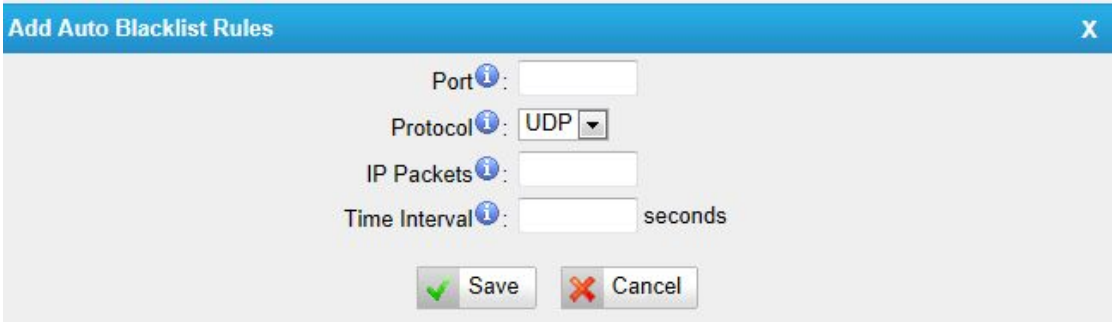 Add Auto Blacklist Rules X
Port i :
Protocol i : UDP
IP Packets i :
Time Interval i : seconds
Save Cancel